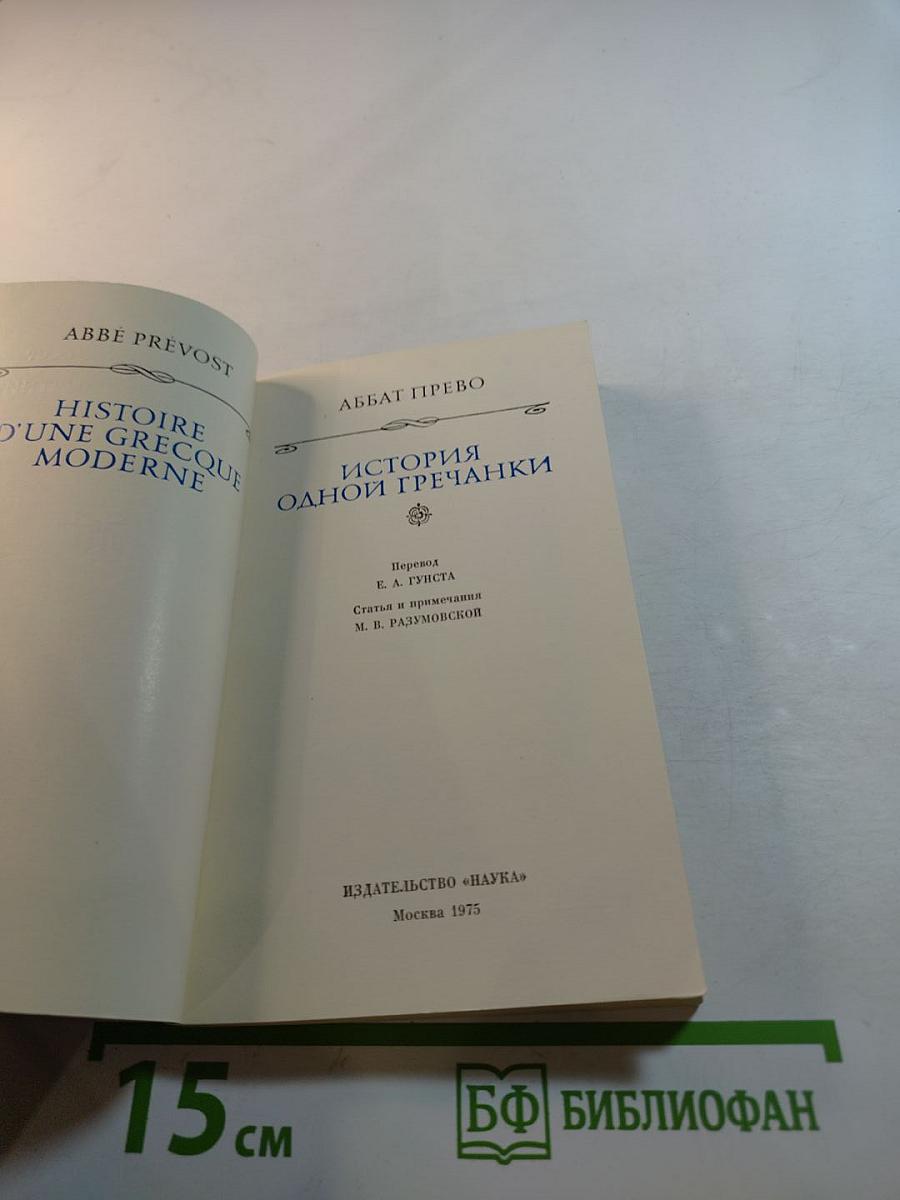 ABBÉ PRÉVOST
HISTOIRE
D'UNE GRECQUE
MODERNE
АББАТ ПРЕВО
ИСТОРИЯ
ОДНОЙ ГРЕЧАНКИ
Перевод
Е. А. ГУНСТА
Статья и примечания
М. В. РАЗУМОВСКОЙ
ИЗДАТЕЛЬСТВО «НАУКА»
Москва 1975
15 см
БФ БИБЛИОФАН